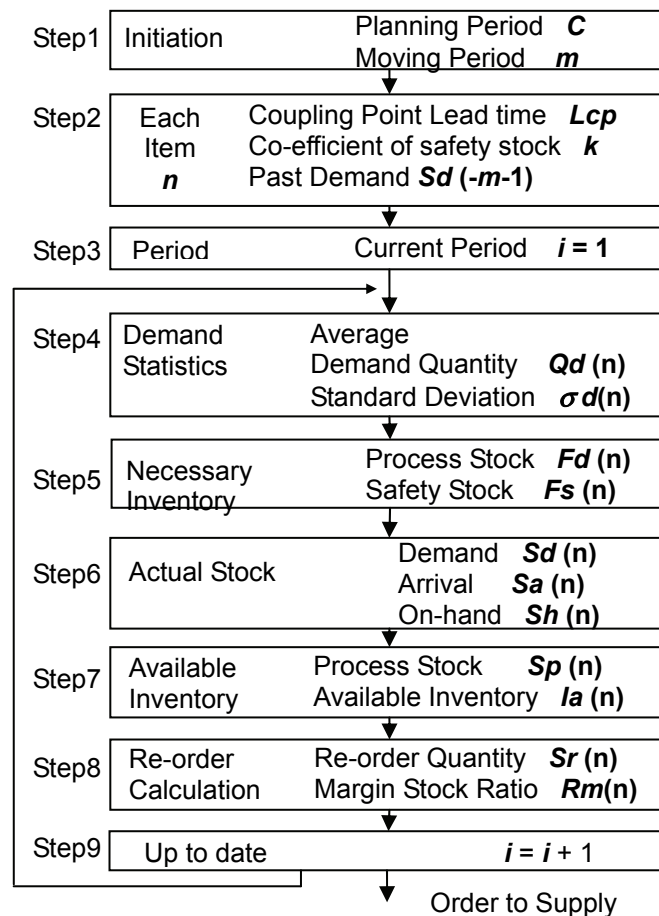 Step1 Initiation Planning Period C
Moving Period m
Step2 Each Item n Coupling Point Lead time Lcp
Co-efficient of safety stock k
Past Demand Sd (-m-1)
Step3 Period Current Period i = 1
Step4 Demand Statistics Average
Demand Quantity Qd (n)
Standard Deviation σ d(n)
Step5 Necessary Inventory Process Stock Fd (n)
Safety Stock Fs (n)
Step6 Actual Stock Demand Sd (n)
Arrival Sa (n)
On-hand Sh (n)
Step7 Available Inventory Process Stock Sp (n)
Available Inventory Ia (n)
Step8 Re-order Calculation Re-order Quantity Sr (n)
Margin Stock Ratio Rm(n)
Step9 Up to date i = i + 1
Order to Supply